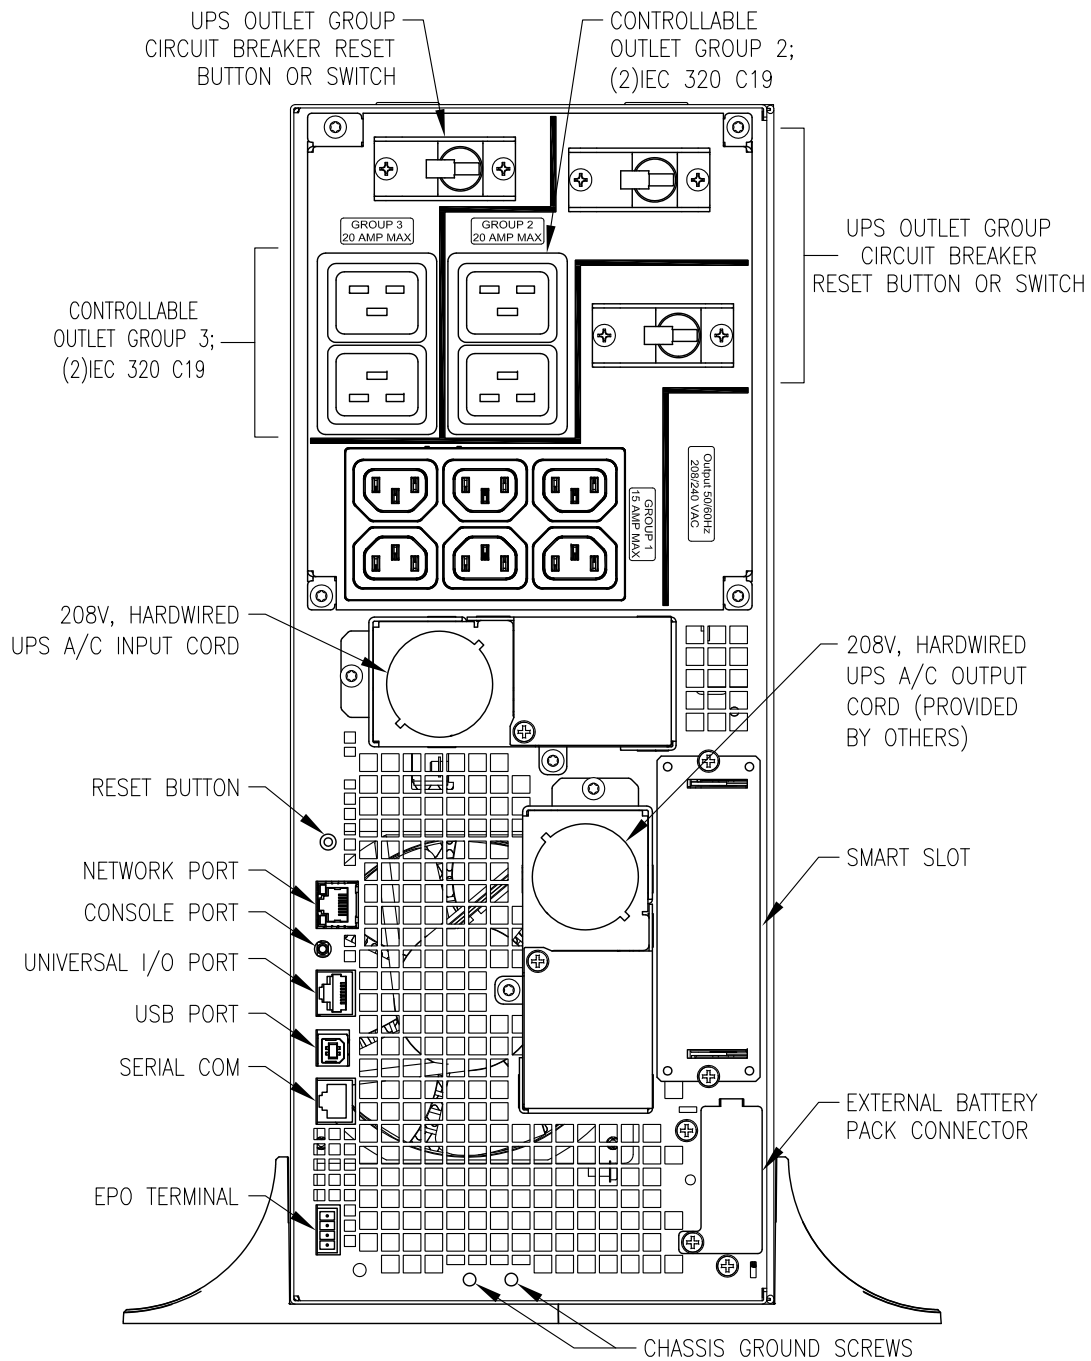 UPS OUTLET GROUP
CIRCUIT BREAKER RESET
BUTTON OR SWITCH
CONTROLLABLE
OUTLET GROUP 2;
(2)IEC 320 C19
GROUP 3
20 AMP MAX
GROUP 2
20 AMP MAX
UPS OUTLET GROUP
CIRCUIT BREAKER
RESET BUTTON OR SWITCH
CONTROLLABLE
OUTLET GROUP 3;
(2)IEC 320 C19
Output 50/60Hz
208/240 VAC
GROUP 1
15 AMP MAX
208V, HARDWIRED
UPS A/C INPUT CORD
208V, HARDWIRED
UPS A/C OUTPUT
CORD (PROVIDED
BY OTHERS)
RESET BUTTON
NETWORK PORT
CONSOLE PORT
UNIVERSAL I/O PORT
USB PORT
SERIAL COM
SMART SLOT
EXTERNAL BATTERY
PACK CONNECTOR
EPO TERMINAL
CHASSIS GROUND SCREWS